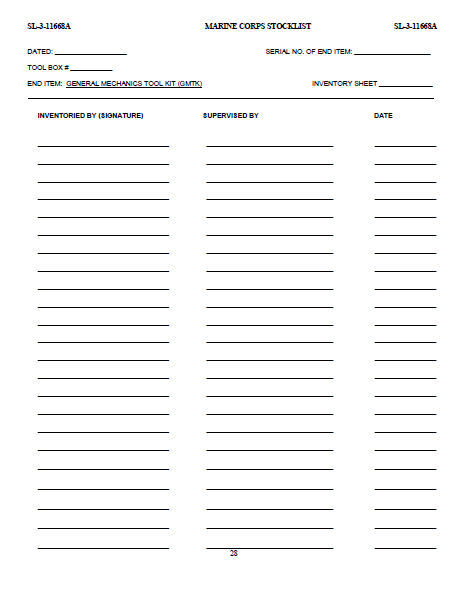 SL-3-11668A MARINE CORPS STOCKLIST SL-3-11668A
DATED: SERIAL NO. OF END ITEM:
TOOL BOX #
END ITEM: GENERAL MECHANICS TOOL KIT (GMTK) INVENTORY SHEET
INVENTORIED BY (SIGNATURE) SUPERVISED BY DATE
28